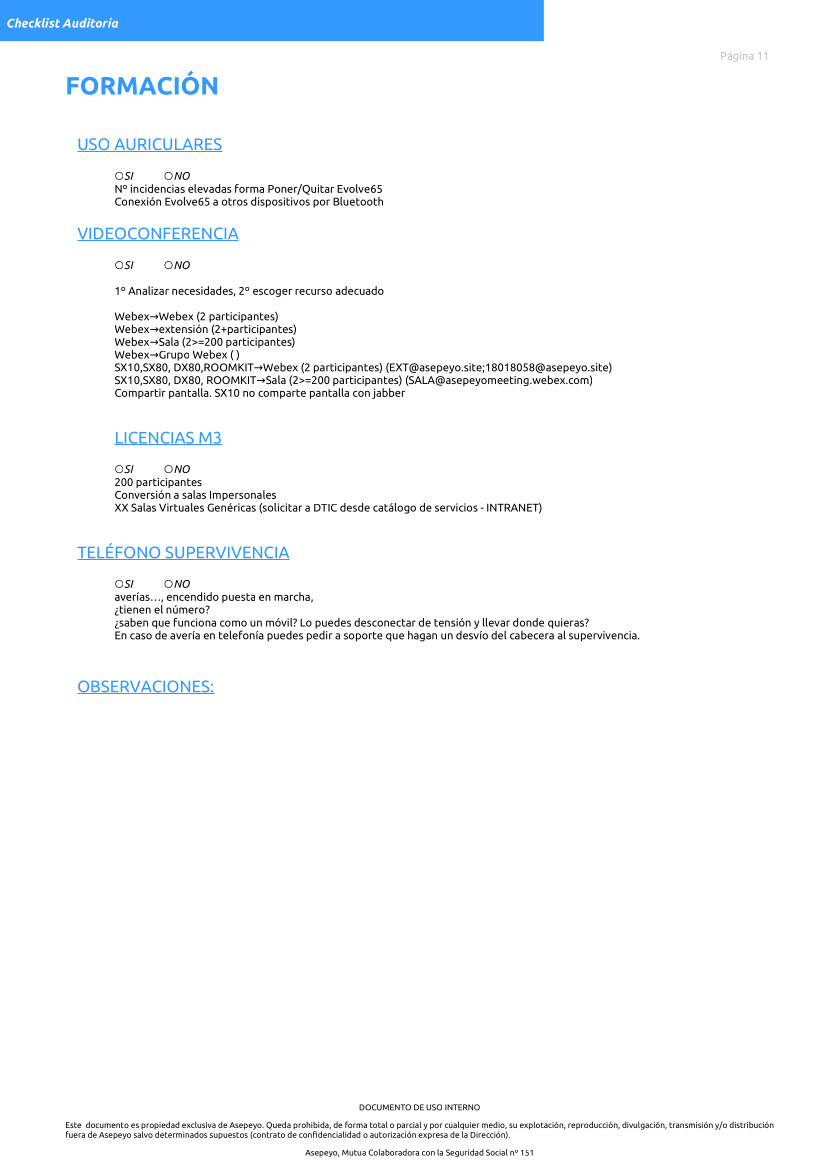 Checklist Auditoría
Página 11
FORMACIÓN
USO AURICULARES
○SI ○NO
Nº incidencias elevadas forma Poner/Quitar Evolve65
Conexión Evolve65 a otros dispositivos por Bluetooth
VIDEOCONFERENCIA
○SI ○NO
1º Analizar necesidades, 2º escoger recurso adecuado
Webex→Webex (2 participantes)
Webex→extensión (2+participantes)
Webex→Sala (2>=200 participantes)
Webex→Grupo Webex ( )
SX10,SX80, DX80,ROOMKIT→Webex (2 participantes) (EXT@asepeyo.site;18018058@asepeyo.site)
SX10,SX80, DX80, ROOMKIT→Sala (2>=200 participantes) (SALA@asepeyomeeting.webex.com)
Compartir pantalla. SX10 no comparte pantalla con jabber
LICENCIAS M3
○SI ○NO
200 participantes
Conversión a salas Impersonales
XX Salas Virtuales Genéricas (solicitar a DTIC desde catálogo de servicios - INTRANET)
TELÉFONO SUPERVIVENCIA
○SI ○NO
averías…, encendido puesta en marcha,
¿tienen el número?
¿saben que funciona como un móvil? Lo puedes desconectar de tensión y llevar donde quieras?
En caso de avería en telefonía puedes pedir a soporte que hagan un desvío del cabecera al supervivencia.
OBSERVACIONES:
DOCUMENTO DE USO INTERNO
Este documento es propiedad exclusiva de Asepeyo. Queda prohibida, de forma total o parcial y por cualquier medio, su explotación, reproducción, divulgación, transmisión y/o distribución
fuera de Asepeyo salvo determinados supuestos (contrato de confidencialidad o autorización expresa de la Dirección).
Asepeyo, Mutua Colaboradora con la Seguridad Social nº 151